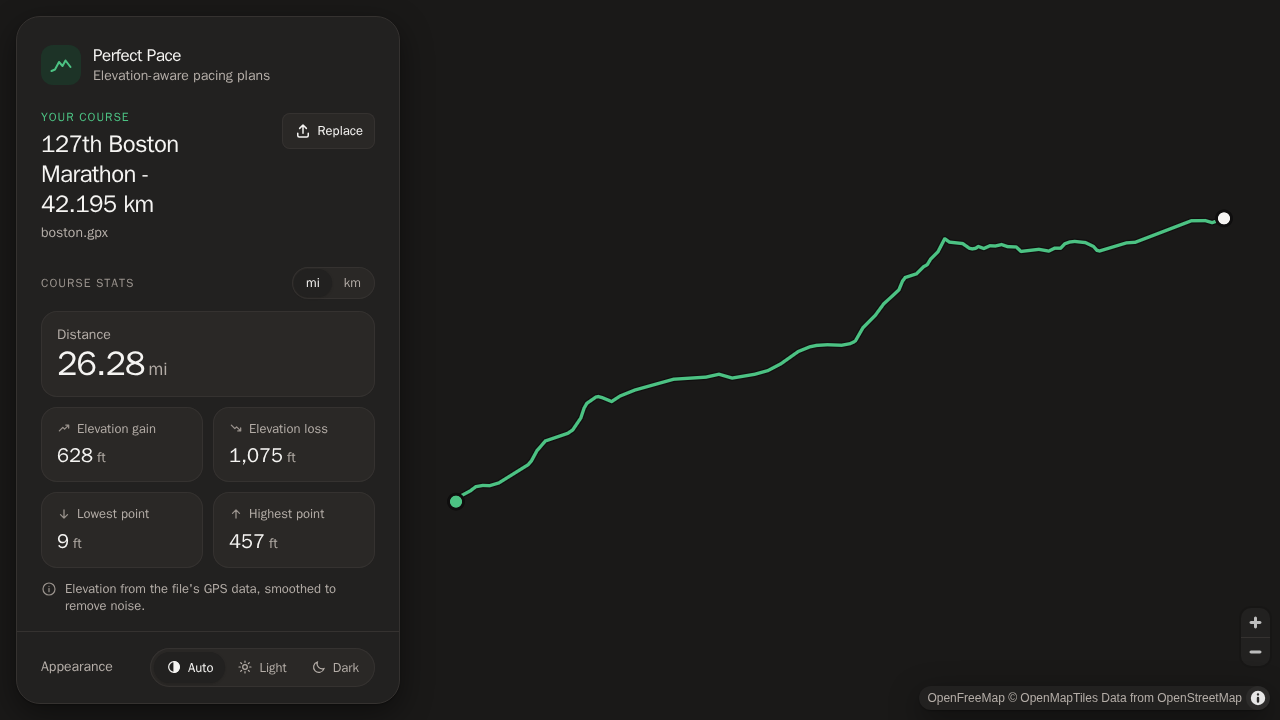 Perfect Pace
Elevation-aware pacing plans
YOUR COURSE
127th Boston
Marathon -
42.195 km
boston.gpx
Replace
COURSE STATS
mi
km
Distance
26.28 mi
Elevation gain
628 ft
Elevation loss
1,075 ft
Lowest point
9 ft
Highest point
457 ft
Elevation from the file's GPS data, smoothed to
remove noise.
Appearance
Auto
Light
Dark
OpenFreeMap © OpenMapTiles Data from OpenStreetMap